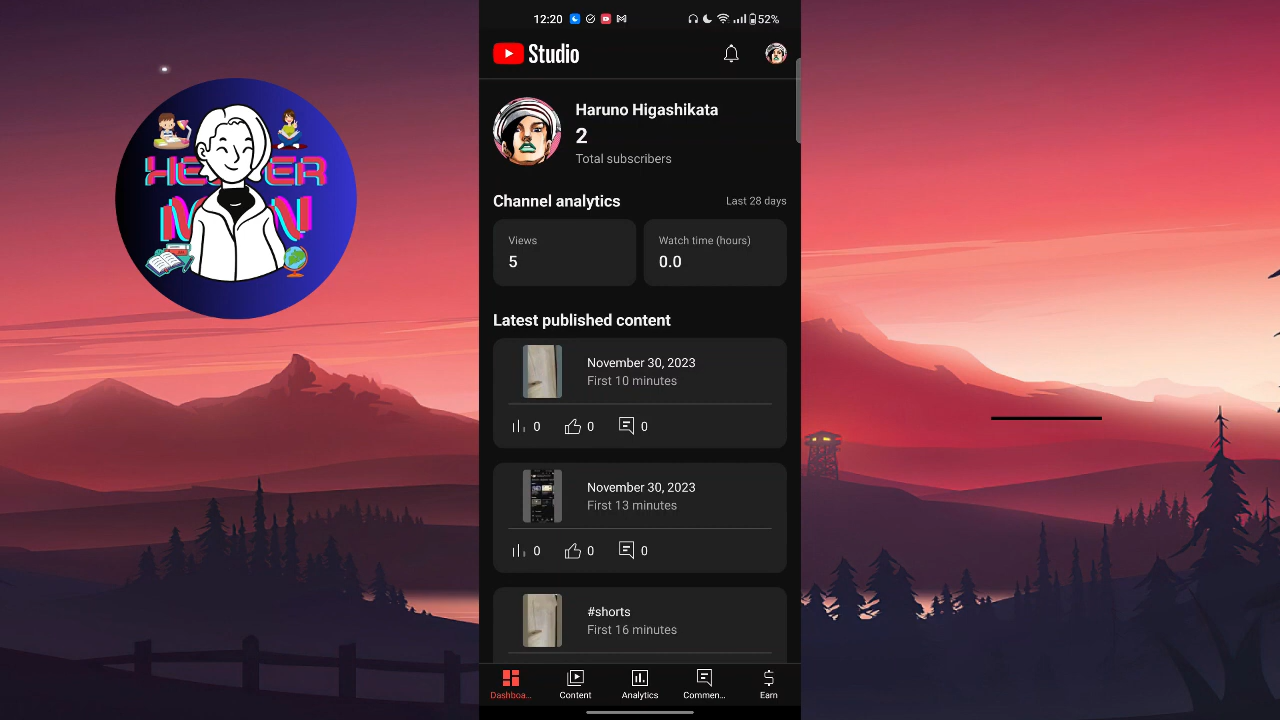 HELPER
MAN
12:20
52%
Studio
Haruno Higashikata
2
Total subscribers
Channel analytics
Last 28 days
Views
5
Watch time (hours)
0.0
Latest published content
November 30, 2023
First 10 minutes
0
0
0
November 30, 2023
First 13 minutes
0
0
0
#shorts
First 16 minutes
Dashboa...
Content
Analytics
Commen...
Earn